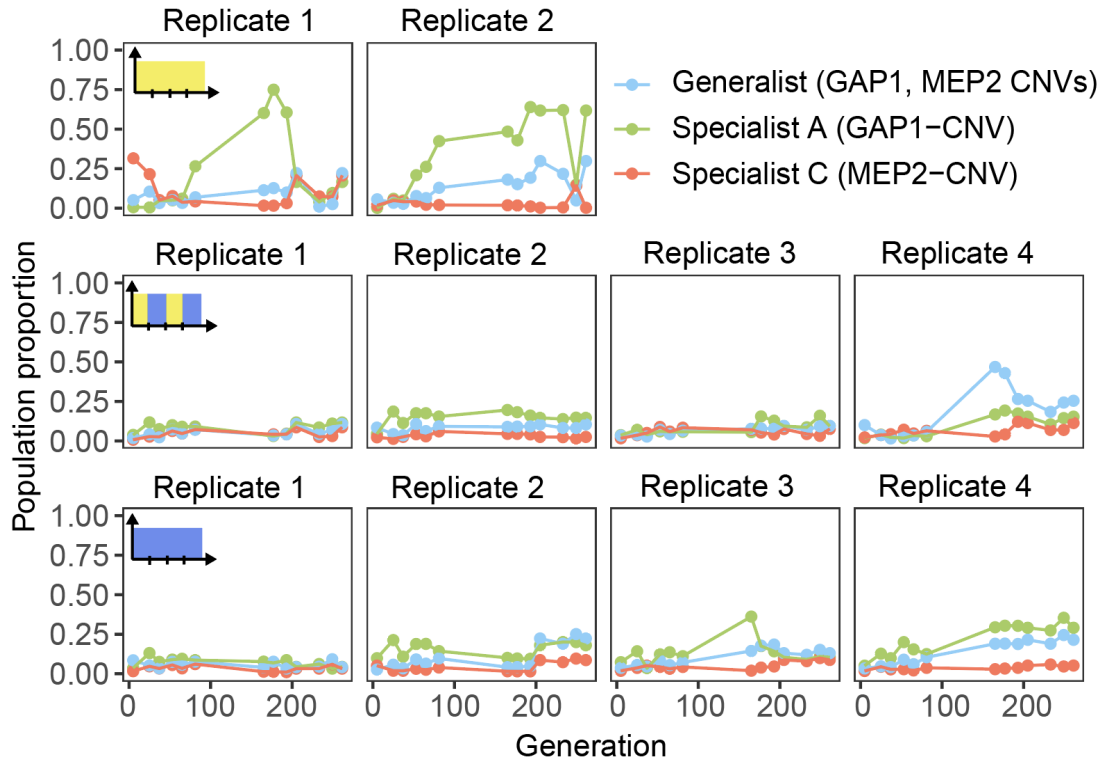 Replicate 1
Replicate 2
1.00
0.75
0.50
0.25
0.00
Generalist (GAP1, MEP2 CNVs)
Specialist A (GAP1−CNV)
Specialist C (MEP2−CNV)
Replicate 1
Replicate 2
Replicate 3
Replicate 4
1.00
0.75
0.50
0.25
0.00
Population proportion
Replicate 1
Replicate 2
Replicate 3
Replicate 4
1.00
0.75
0.50
0.25
0.00
0 100 200
0 100 200
0 100 200
0 100 200
Generation